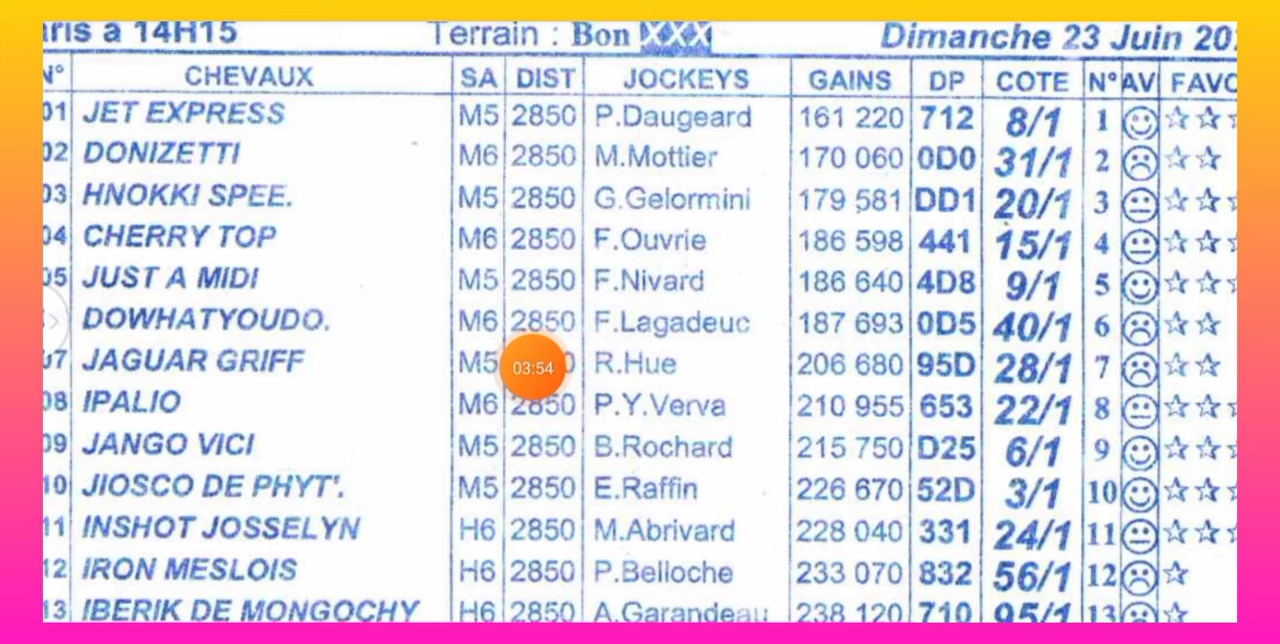 aris à 14H15 Terrain : Bon XXX Dimanche 23 Juin 20
N° CHEVAUX SA DIST JOCKEYS GAINS DP COTE N° AV FAVO
01 JET EXPRESS M5 2850 P.Daugeard 161 220 712 8/1 1
02 DONIZETTI M6 2850 M.Mottier 170 060 0D0 31/1 2
03 HNOKKI SPEE. M5 2850 G.Gelormini 179 581 DD1 20/1 3
04 CHERRY TOP M6 2850 F.Ouvrie 186 598 441 15/1 4
05 JUST A MIDI M5 2850 F.Nivard 186 640 4D8 9/1 5
DOWHATYOUDO. M6 2850 F.Lagadeuc 187 693 0D5 40/1 6
07 JAGUAR GRIFF M5 03:54 0 R.Hue 206 680 95D 28/1 7
08 IPALIO M6 2850 P.Y.Verva 210 955 653 22/1 8
09 JANGO VICI M5 2850 B.Rochard 215 750 D25 6/1 9
10 JIOSCO DE PHYT'. M5 2850 E.Raffin 226 670 52D 3/1 10
11 INSHOT JOSSELYN H6 2850 M.Abrivard 228 040 331 24/1 11
12 IRON MESLOIS H6 2850 P.Belloche 233 070 832 56/1 12
13 IBERIK DE MONGOCHY H6 2850 A.Garandeau 238 120 710 95/1 13